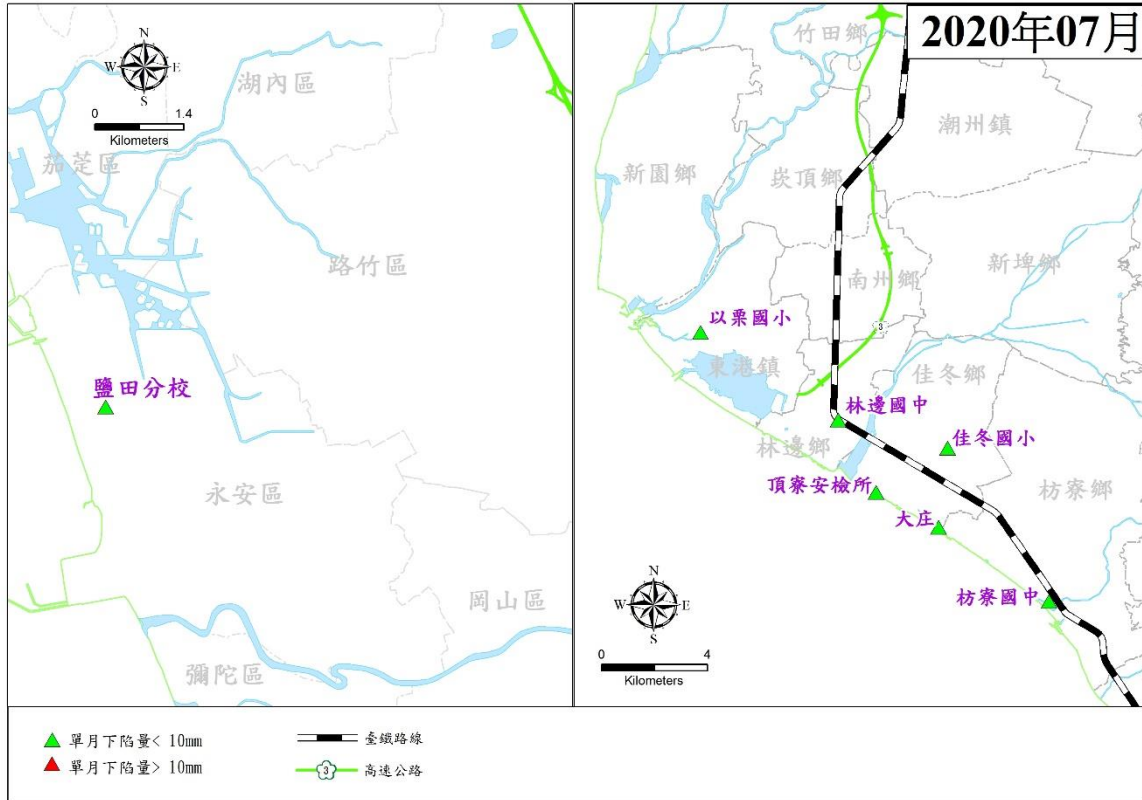 2020年07月
N
W
E
S
0 1.4
Kilometers
湖內區
茄萣區
路竹區
鹽田分校
永安區
岡山區
彌陀區
竹田鄉
潮州鎮
新園鄉
崁頂鄉
新埤鄉
南州鄉
以栗國小
3
東港鎮
佳冬鄉
林邊國中
林邊鄉
佳冬國小
頂寮安檢所
枋寮鄉
大庄
枋寮國中
N
W
E
S
0 4
Kilometers
單月下陷量< 10mm
臺鐵路線
單月下陷量> 10mm
3 高速公路